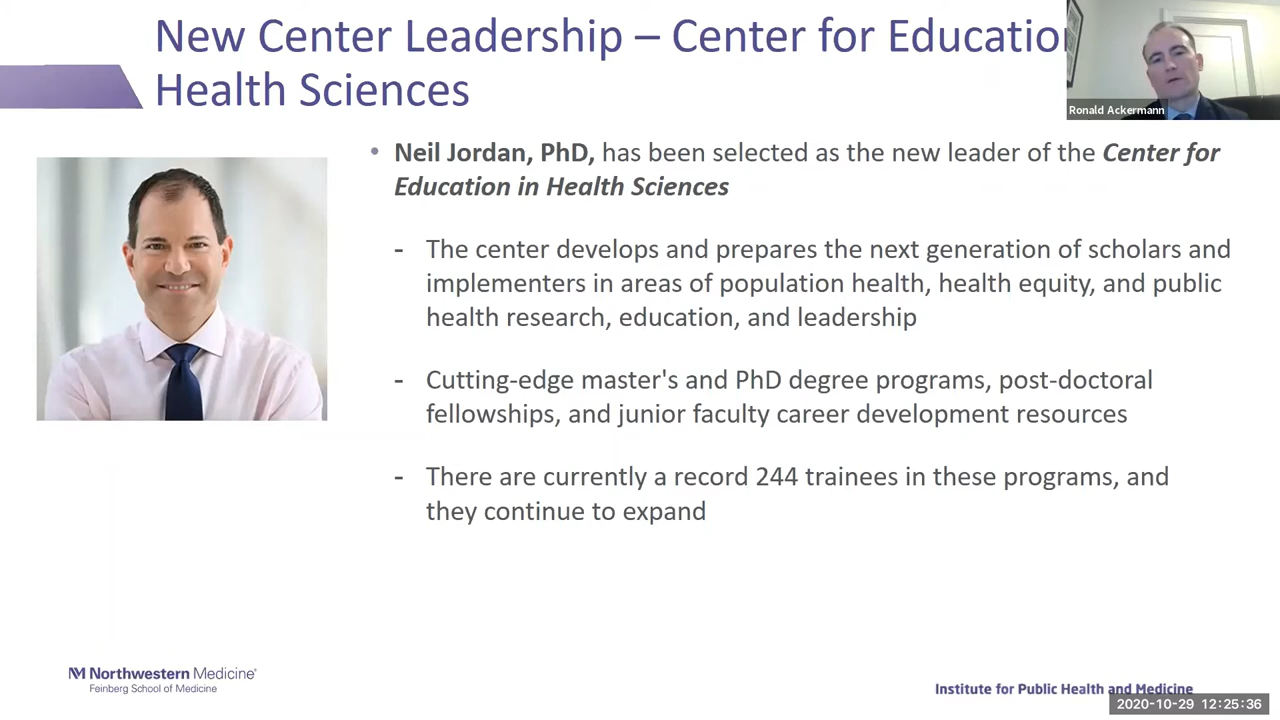 New Center Leadership – Center for Educatio
Health Sciences
Ronald Ackermann
• Neil Jordan, PhD, has been selected as the new leader of the Center for
Education in Health Sciences
- The center develops and prepares the next generation of scholars and
implementers in areas of population health, health equity, and public
health research, education, and leadership
- Cutting-edge master's and PhD degree programs, post-doctoral
fellowships, and junior faculty career development resources
- There are currently a record 244 trainees in these programs, and
they continue to expand
NM Northwestern Medicine®
Feinberg School of Medicine
Institute for Public Health and Medicine
2020-10-29 12:25:36